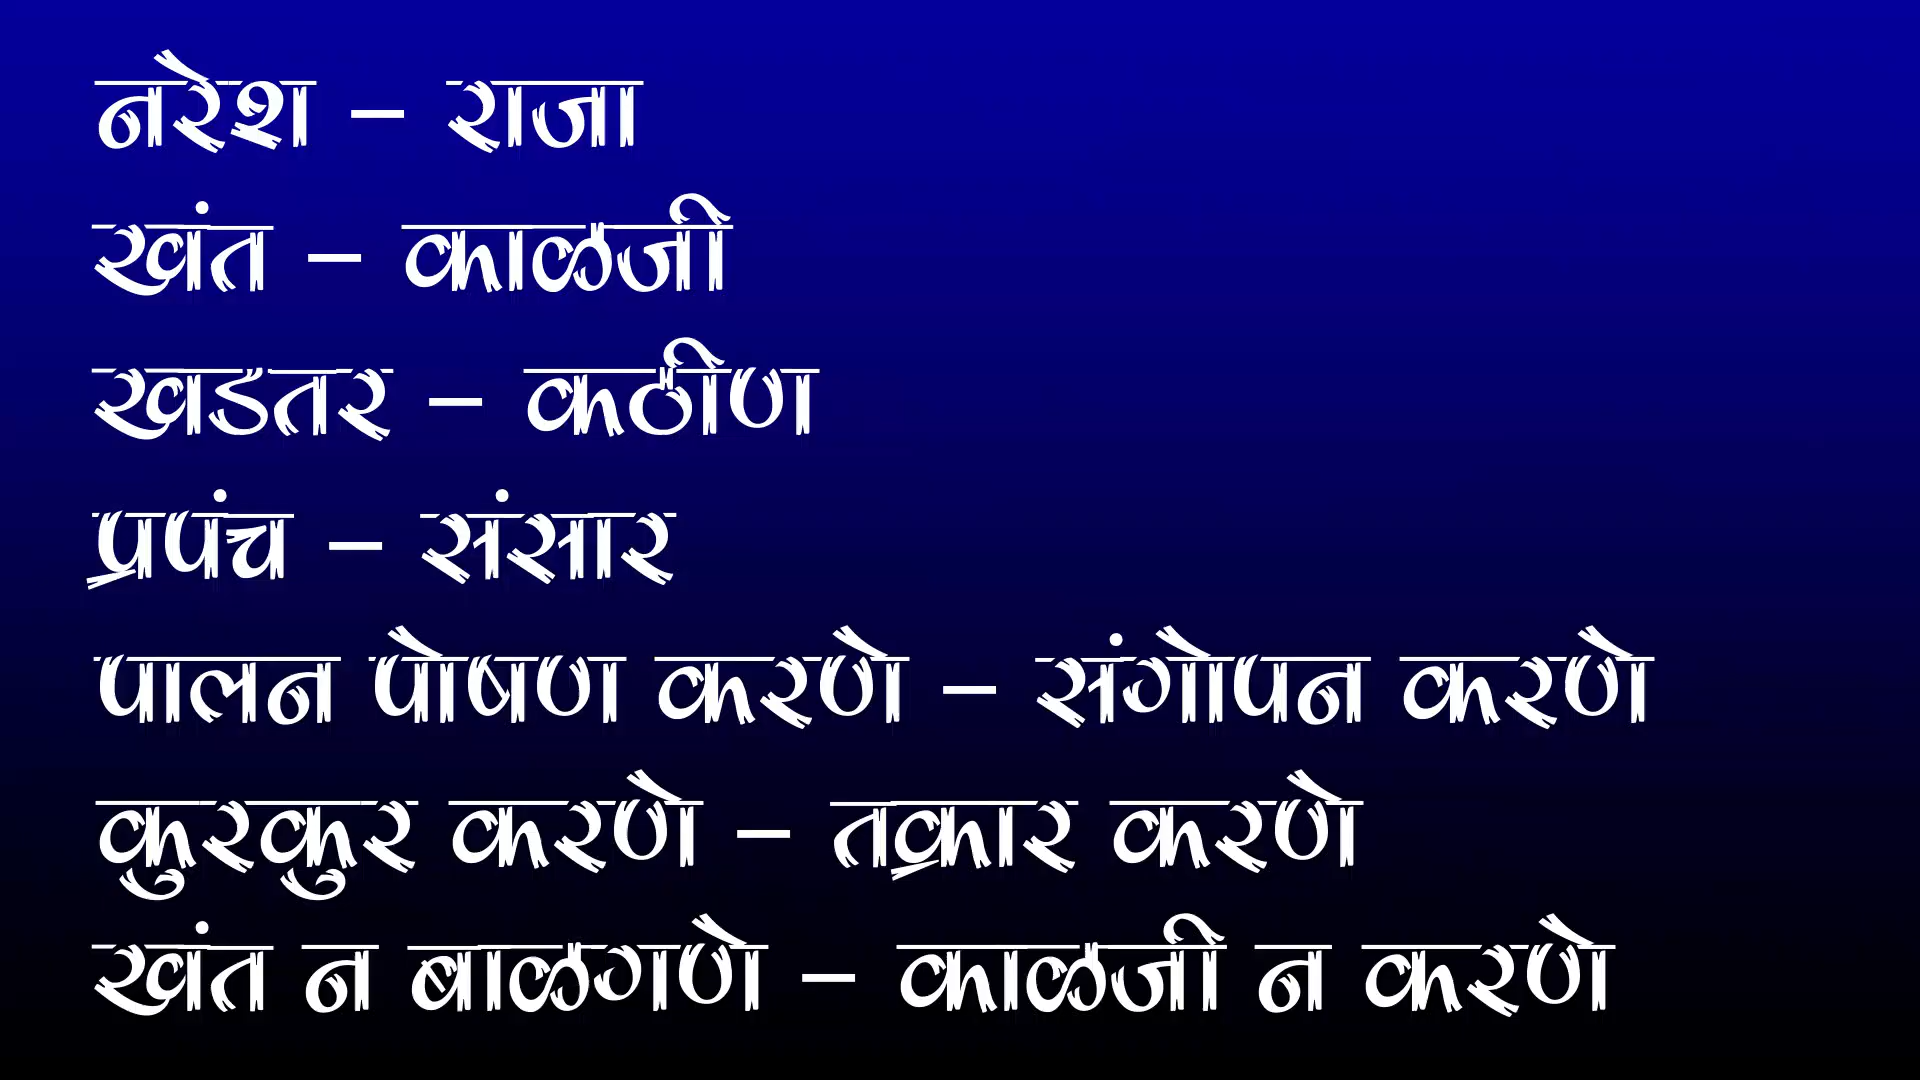 नरेश – राजा
खंत – काळजी
खडतर – कठीण
प्रपंच – संसार
पालन पोषण करणे – संगोपन करणे
कुरकुर करणे – तक्रार करणे
खंत न बाळगणे – काळजी न करणे